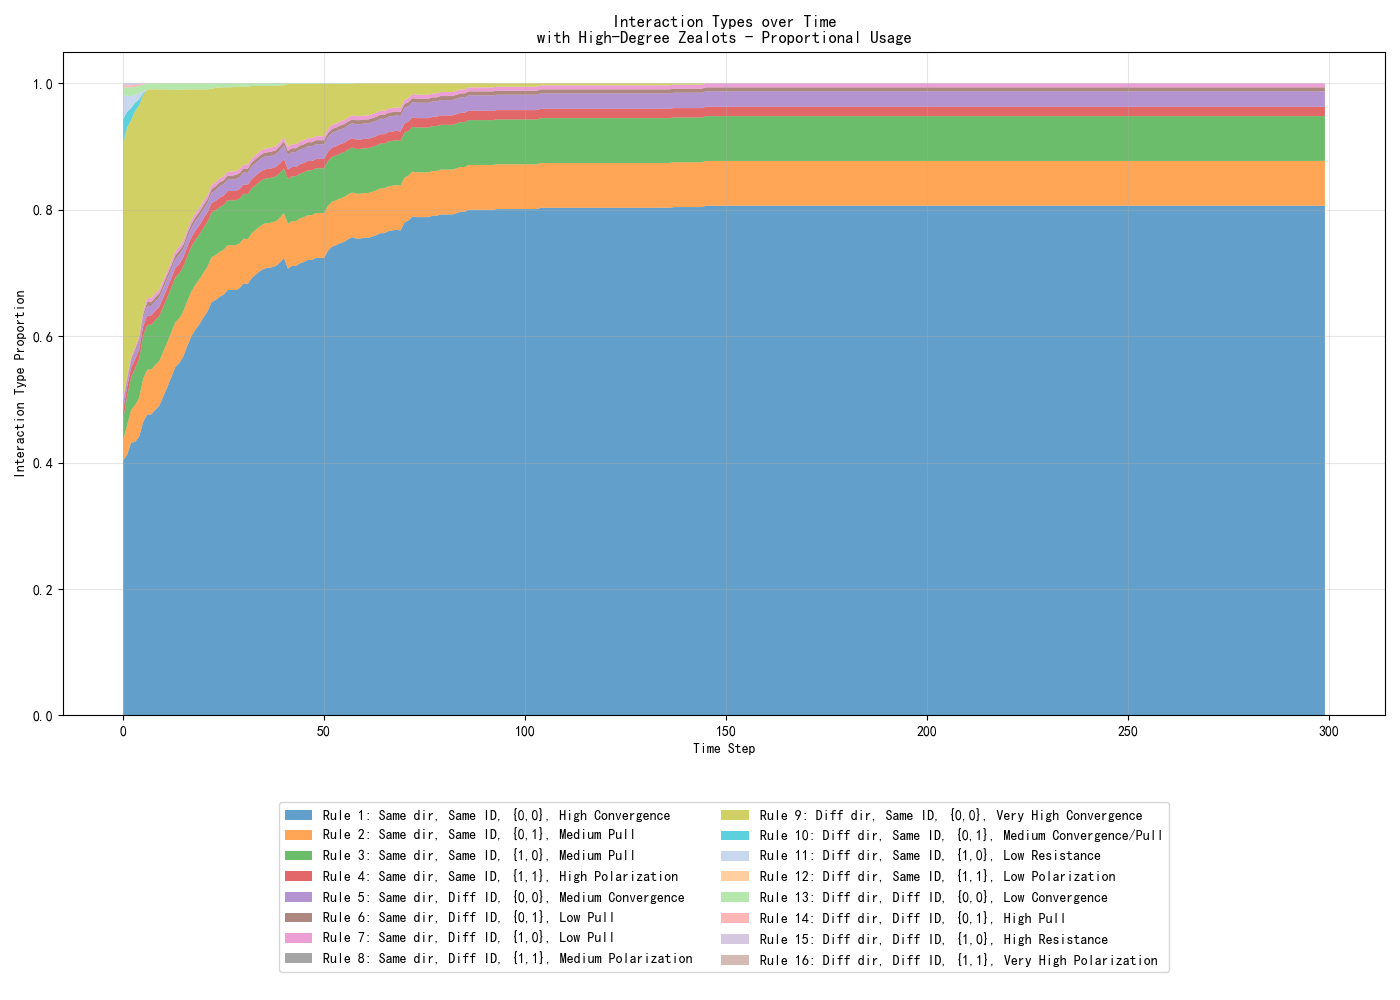 Interaction Types over Time
with High-Degree Zealots - Proportional Usage
Interaction Type Proportion
1.0
0.8
0.6
0.4
0.2
0.0
0
50
100
150
200
250
300
Time Step
Rule 1: Same dir, Same ID, {0,0}, High Convergence
Rule 2: Same dir, Same ID, {0,1}, Medium Pull
Rule 3: Same dir, Same ID, {1,0}, Medium Pull
Rule 4: Same dir, Same ID, {1,1}, High Polarization
Rule 5: Same dir, Diff ID, {0,0}, Medium Convergence
Rule 6: Same dir, Diff ID, {0,1}, Low Pull
Rule 7: Same dir, Diff ID, {1,0}, Low Pull
Rule 8: Same dir, Diff ID, {1,1}, Medium Polarization
Rule 9: Diff dir, Same ID, {0,0}, Very High Convergence
Rule 10: Diff dir, Same ID, {0,1}, Medium Convergence/Pull
Rule 11: Diff dir, Same ID, {1,0}, Low Resistance
Rule 12: Diff dir, Same ID, {1,1}, Low Polarization
Rule 13: Diff dir, Diff ID, {0,0}, Low Convergence
Rule 14: Diff dir, Diff ID, {0,1}, High Pull
Rule 15: Diff dir, Diff ID, {1,0}, High Resistance
Rule 16: Diff dir, Diff ID, {1,1}, Very High Polarization